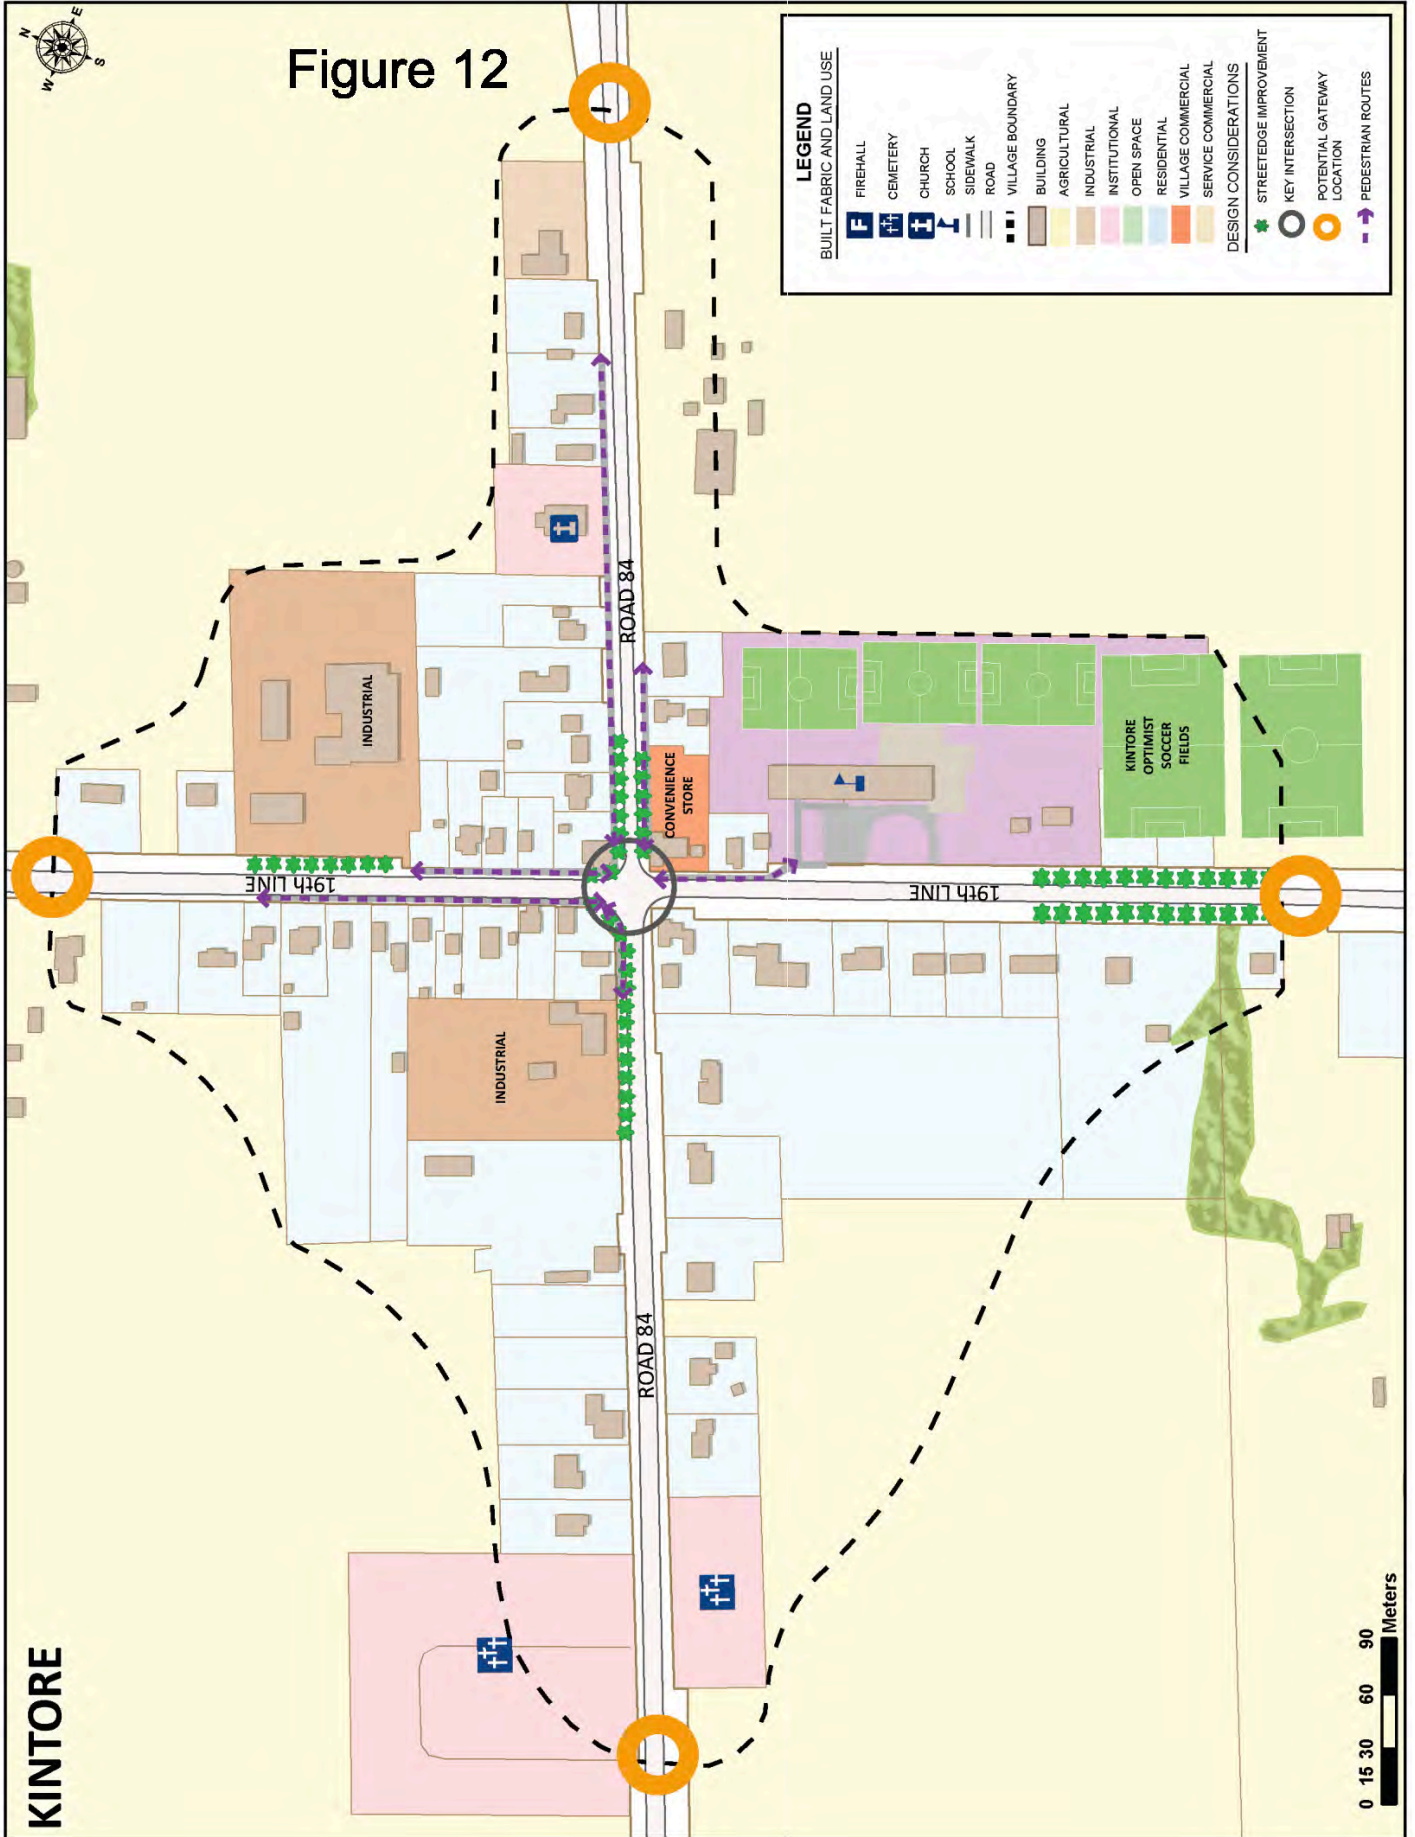 Figure 12
N
E
S
W
KINTORE
LEGEND
BUILT FABRIC AND LAND USE
F FIREHALL
CEMETERY
CHURCH
SCHOOL
SIDEWALK
ROAD
VILLAGE BOUNDARY
BUILDING
AGRICULTURAL
INDUSTRIAL
INSTITUTIONAL
OPEN SPACE
RESIDENTIAL
VILLAGE COMMERCIAL
SERVICE COMMERCIAL
DESIGN CONSIDERATIONS
STREETEDGE IMPROVEMENT
KEY INTERSECTION
POTENTIAL GATEWAY
LOCATION
PEDESTRIAN ROUTES
INDUSTRIAL
ROAD 84
19th LINE
CONVENIENCE
STORE
KINTORE
OPTIMIST
SOCCER
FIELDS
19th LINE
INDUSTRIAL
ROAD 84
0 15 30 60 90
Meters